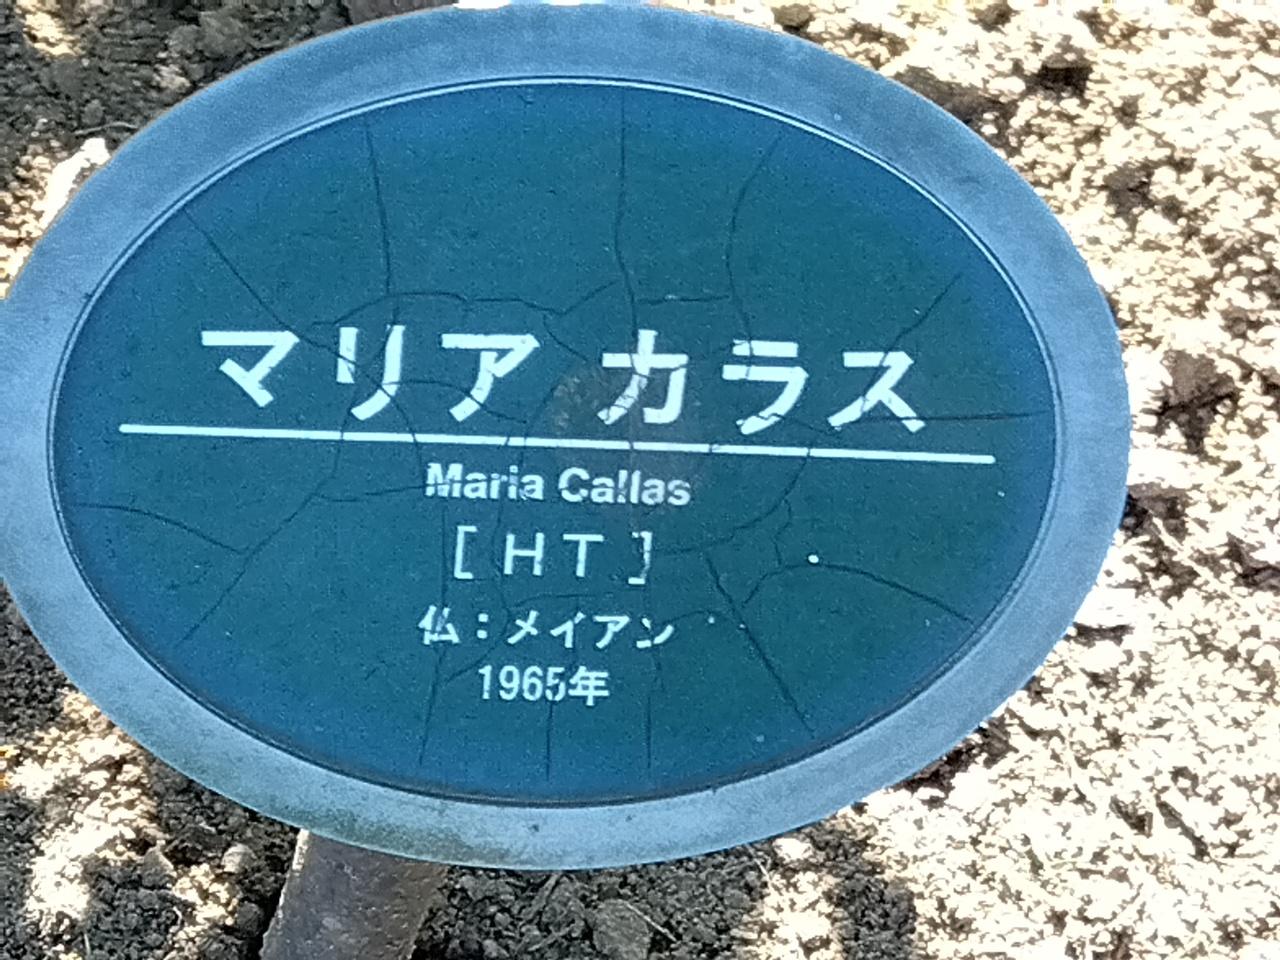 マリア カラス
Maria Callas
[ HT ]
仏：メイアン
1965年